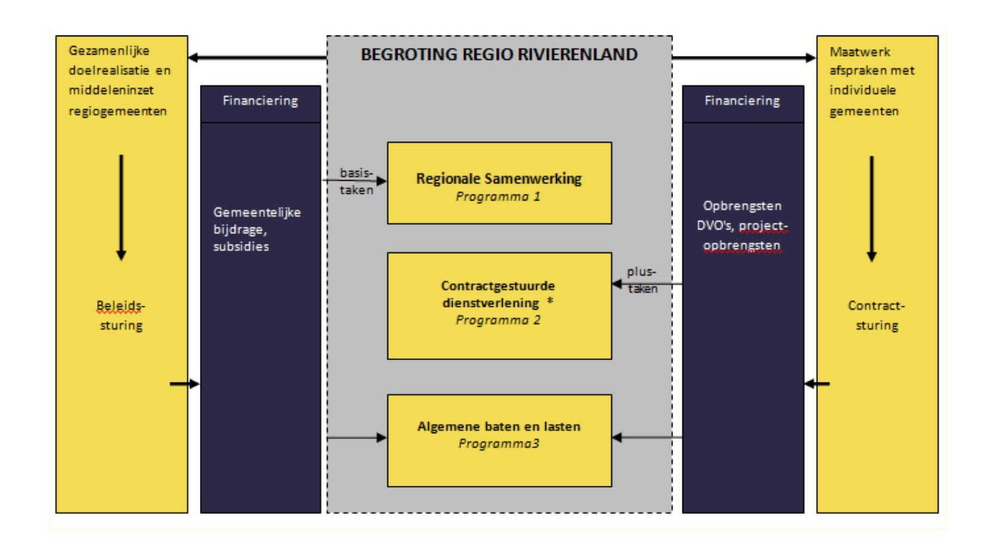 Gezamenlijke
doelrealisatie en
middeleninzet
regiogemeenten
Beleids-
sturing
Financiering
Gemeentelijke
bijdrage,
subsidies
BEGROTING REGIO RIVIERENLAND
basis-
taken
Regionale Samenwerking
Programma 1
Contractgestuurde
dienstverlening *
Programma 2
plus-
taken
Algemene baten en lasten
Programma3
Financiering
Opbrengsten
DVO's, project-
opbrengsten
Maatwerk
afspraken met
individuele
gemeenten
Contract-
sturing